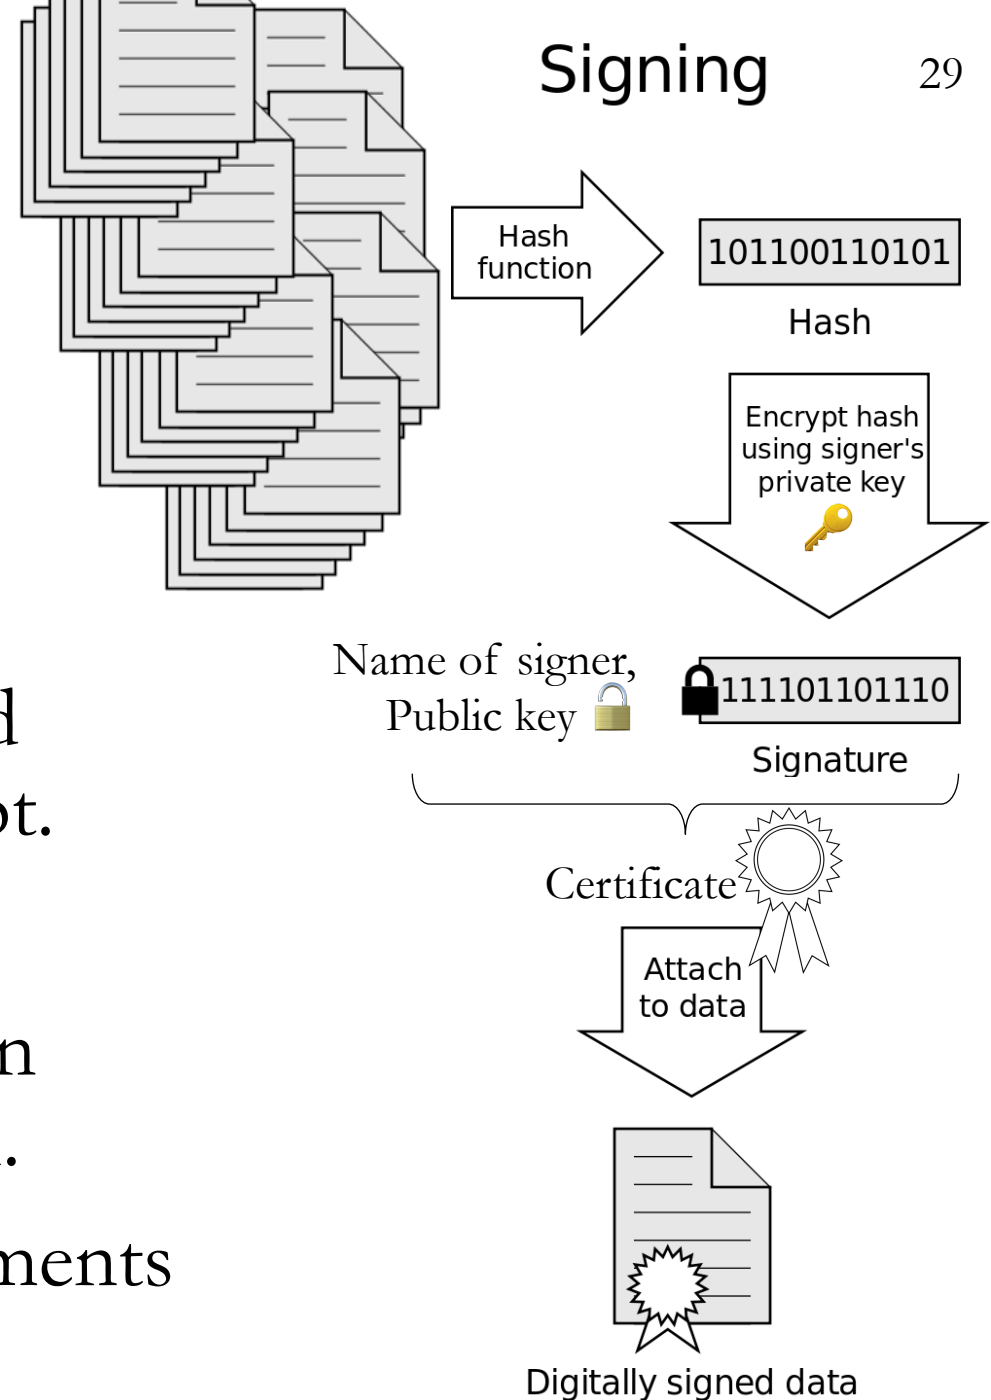 Signing
29
Hash
function
101100110101
Hash
Encrypt hash
using signer's
private key
Name of signer,
Public key
111101101110
Signature
Certificate
Attach
to data
Digitally signed data